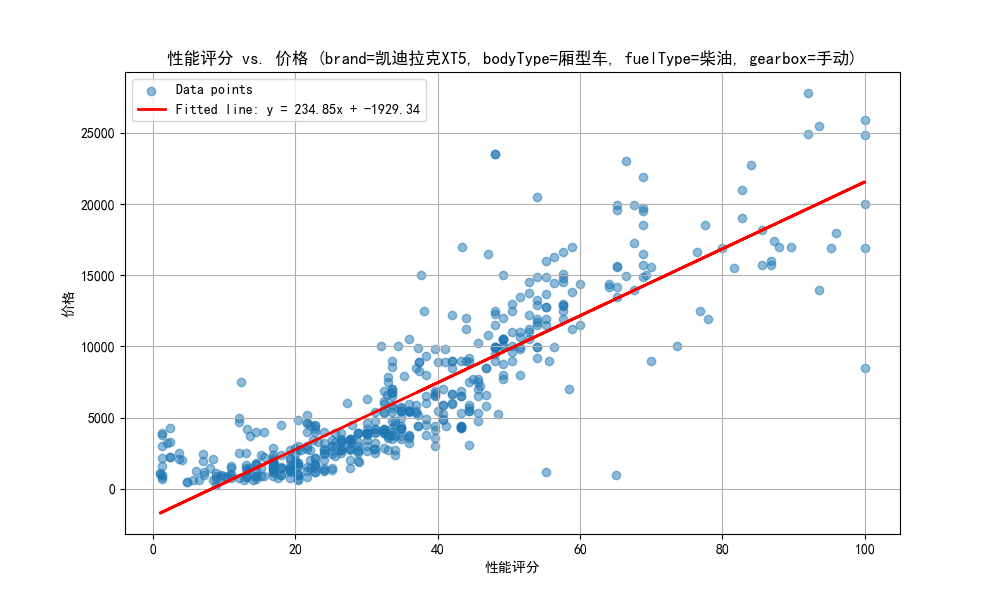 性能评分 vs. 价格 (brand=凯迪拉克XT5, bodyType=厢型车, fuelType=柴油, gearbox=手动)
Data points
Fitted line: y = 234.85x + -1929.34
价格
25000
20000
15000
10000
5000
0
0 20 40 60 80 100
性能评分